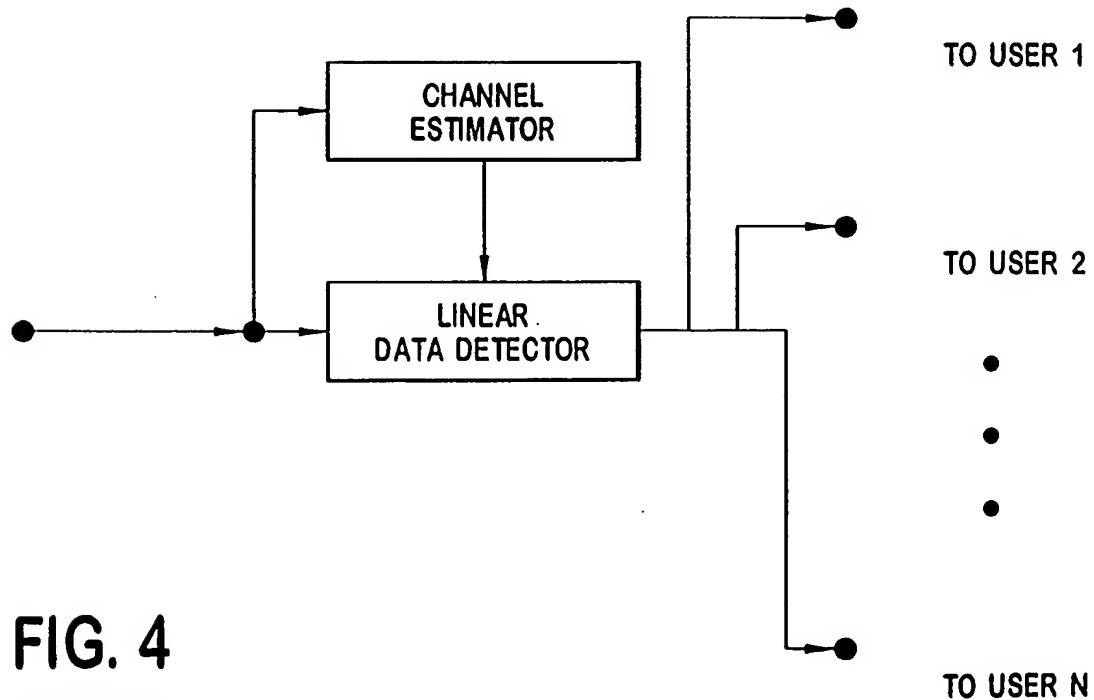 TO USER 1
CHANNEL
ESTIMATOR
TO USER 2
LINEAR
DATA DETECTOR
FIG. 4
TO USER N